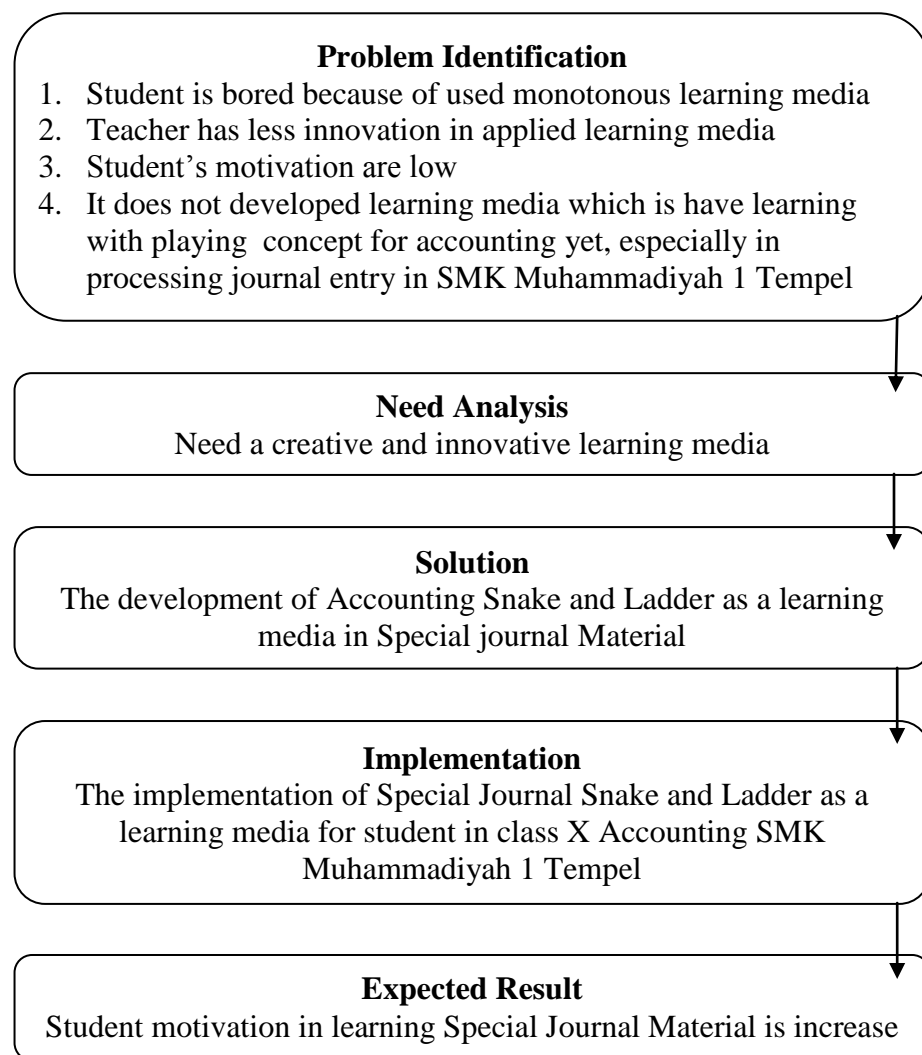 Problem Identification
1. Student is bored because of used monotonous learning media
2. Teacher has less innovation in applied learning media
3. Student's motivation are low
4. It does not developed learning media which is have learning
with playing concept for accounting yet, especially in
processing journal entry in SMK Muhammadiyah 1 Tempel
Need Analysis
Need a creative and innovative learning media
Solution
The development of Accounting Snake and Ladder as a learning
media in Special journal Material
Implementation
The implementation of Special Journal Snake and Ladder as a
learning media for student in class X Accounting SMK
Muhammadiyah 1 Tempel
Expected Result
Student motivation in learning Special Journal Material is increase